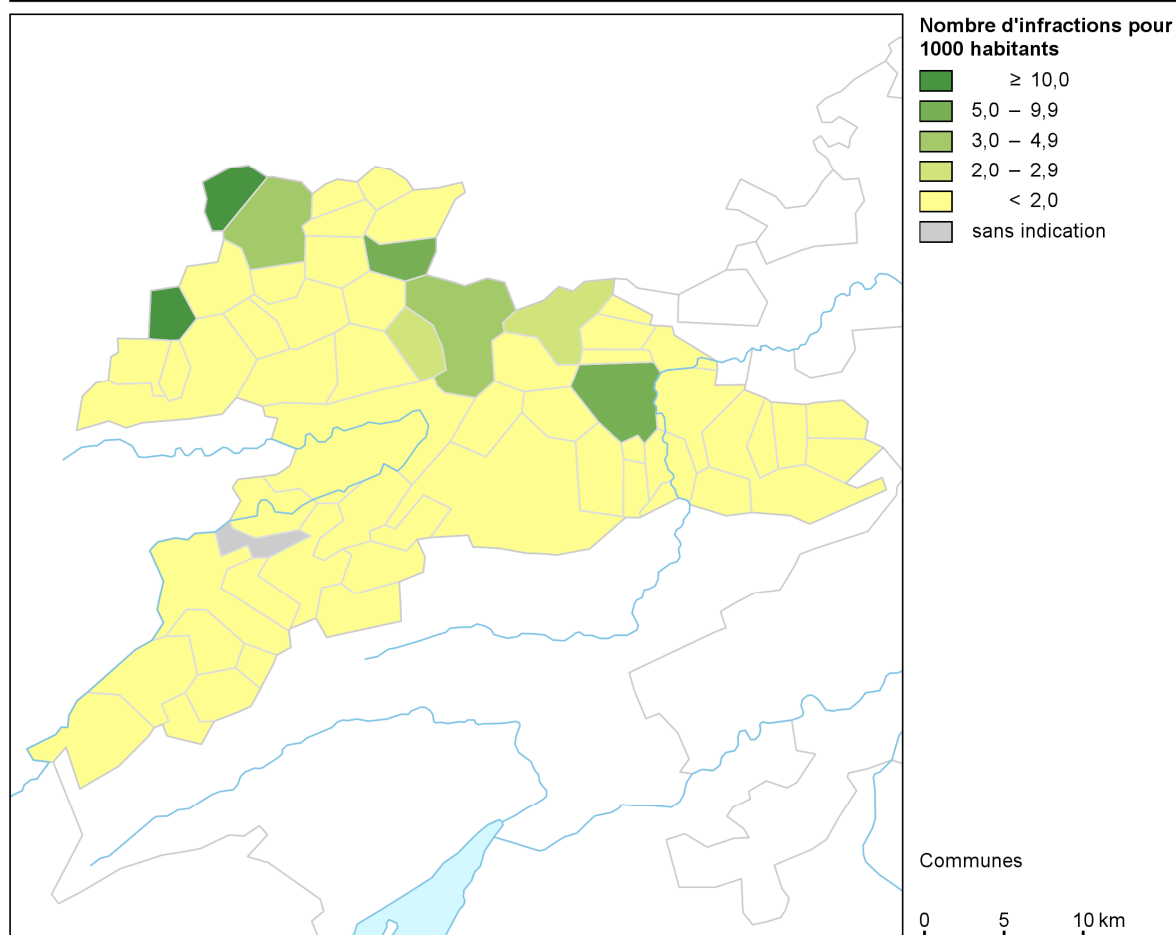 Nombre d'infractions pour
1000 habitants
≥ 10,0
5,0 – 9,9
3,0 – 4,9
2,0 – 2,9
< 2,0
sans indication
Communes
0 5 10 km